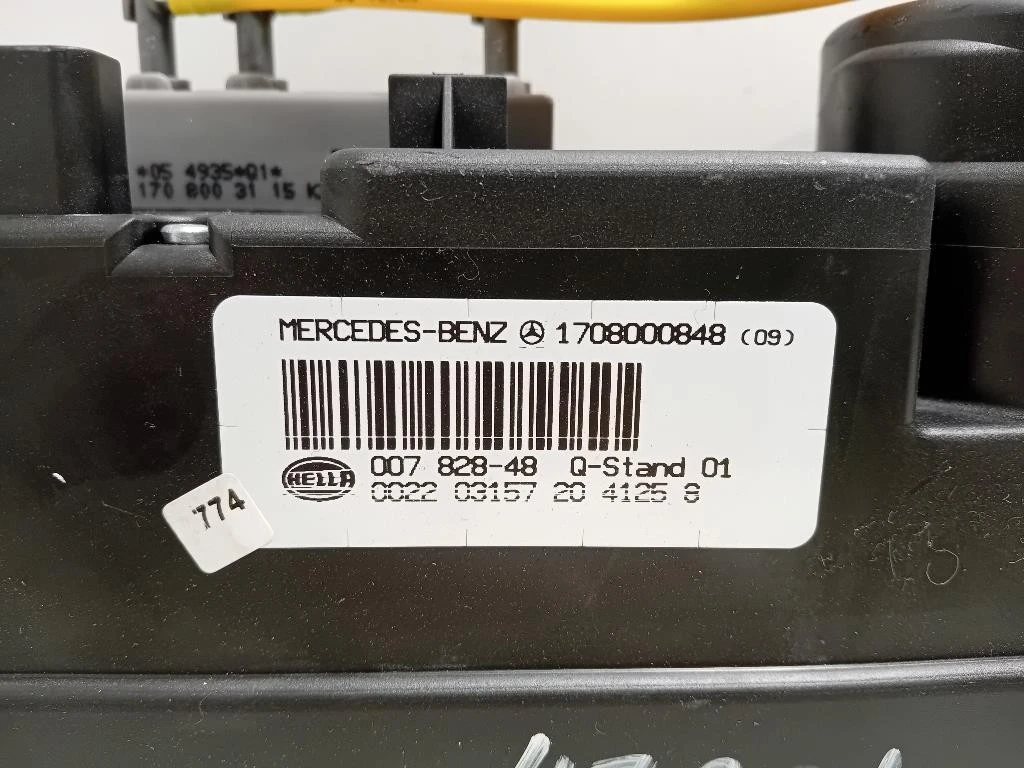 *05 4935*01*
170 800 31 15 K
MERCEDES-BENZ 1708000848 (09)
HELLA
007 828-48 Q-Stand 01
0022 03157 20 4125 8
774